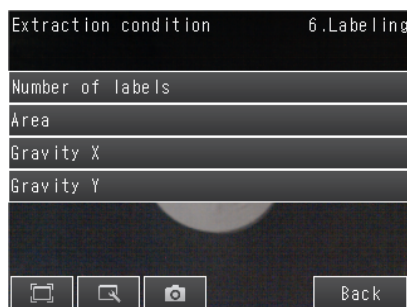 Extraction condition 6.Labeling
Number of labels
Area
Gravity X
Gravity Y
Back